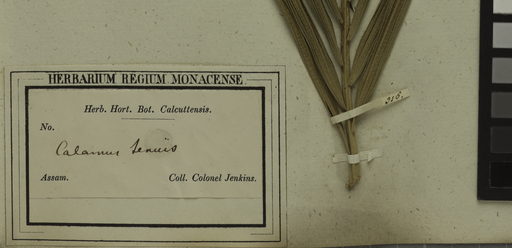 HERBARIUM REGIUM MONACENSE
Herb. Hort. Bot. Calcuttensis.
No.
Calamus tenuis
Assam. Coll. Colonel Jenkins.